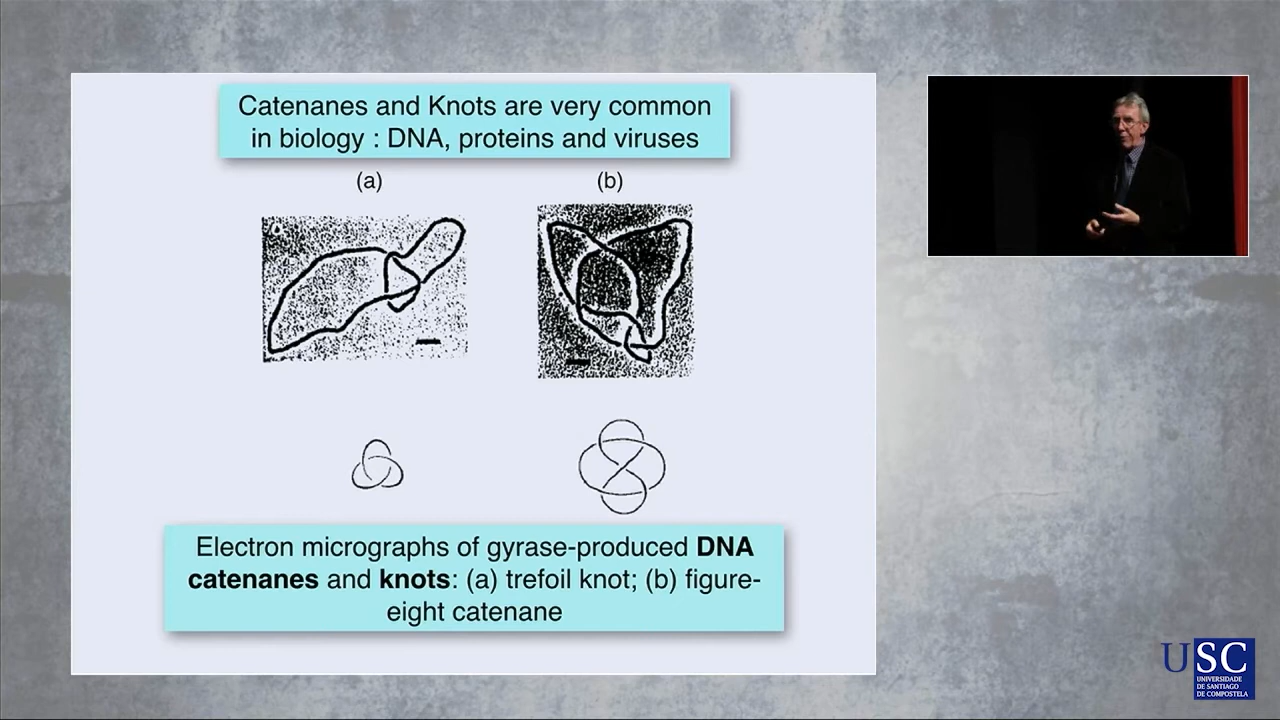 Catenanes and Knots are very common
in biology : DNA, proteins and viruses
(a)
(b)
Electron micrographs of gyrase-produced DNA
catenanes and knots: (a) trefoil knot; (b) figure-
eight catenane
USC
UNIVERSIDADE
DE SANTIAGO
DE COMPOSTELA